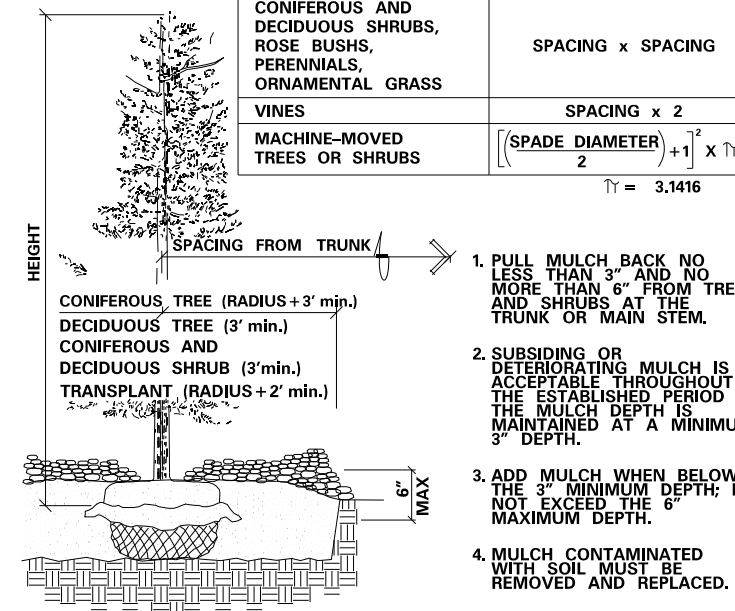 CONIFEROUS AND
DECIDUOUS SHRUBS,
ROSE BUSHS,
PERENNIALS,
ORNAMENTAL GRASS
SPACING x SPACING
VINES
SPACING x 2
MACHINE–MOVED
TREES OR SHRUBS
[(SPADE DIAMETER/2)+1]² X π
π = 3.1416
HEIGHT
SPACING FROM TRUNK
CONIFEROUS TREE (RADIUS+3' min.)
DECIDUOUS TREE (3' min.)
CONIFEROUS AND
DECIDUOUS SHRUB (3'min.)
TRANSPLANT (RADIUS+2' min.)
6"
MAX
1. PULL MULCH BACK NO
LESS THAN 3" AND NO
MORE THAN 6" FROM TRE
AND SHRUBS AT THE
TRUNK OR MAIN STEM.
2. SUBSIDING OR
DETERIORATING MULCH IS
ACCEPTABLE THROUGHOUT
THE ESTABLISHED PERIOD
THE MULCH DEPTH IS
MAINTAINED AT A MINIMU
3" DEPTH.
3. ADD MULCH WHEN BELOW
THE 3" MINIMUM DEPTH;
NOT EXCEED THE 6"
MAXIMUM DEPTH.
4. MULCH CONTAMINATED
WITH SOIL MUST BE
REMOVED AND REPLACED.